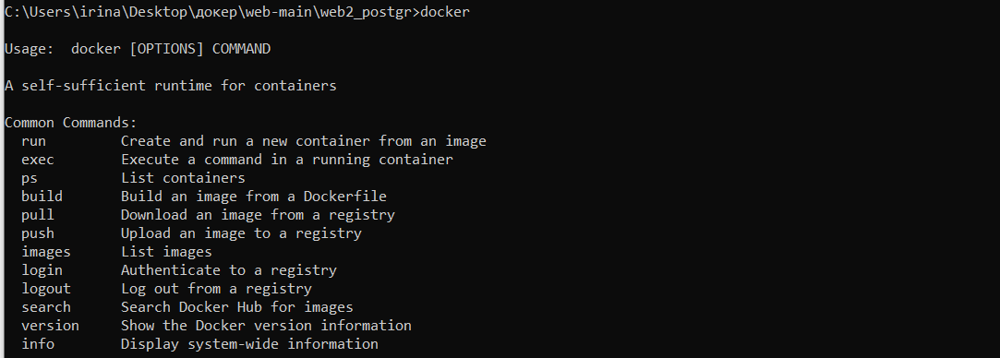 C:\Users\irina\Desktop\докер\web-main\web2_postgr>docker
Usage:  docker [OPTIONS] COMMAND
A self-sufficient runtime for containers
Common Commands:
  run         Create and run a new container from an image
  exec        Execute a command in a running container
  ps          List containers
  build       Build an image from a Dockerfile
  pull        Download an image from a registry
  push        Upload an image to a registry
  images      List images
  login       Authenticate to a registry
  logout      Log out from a registry
  search      Search Docker Hub for images
  version     Show the Docker version information
  info        Display system-wide information